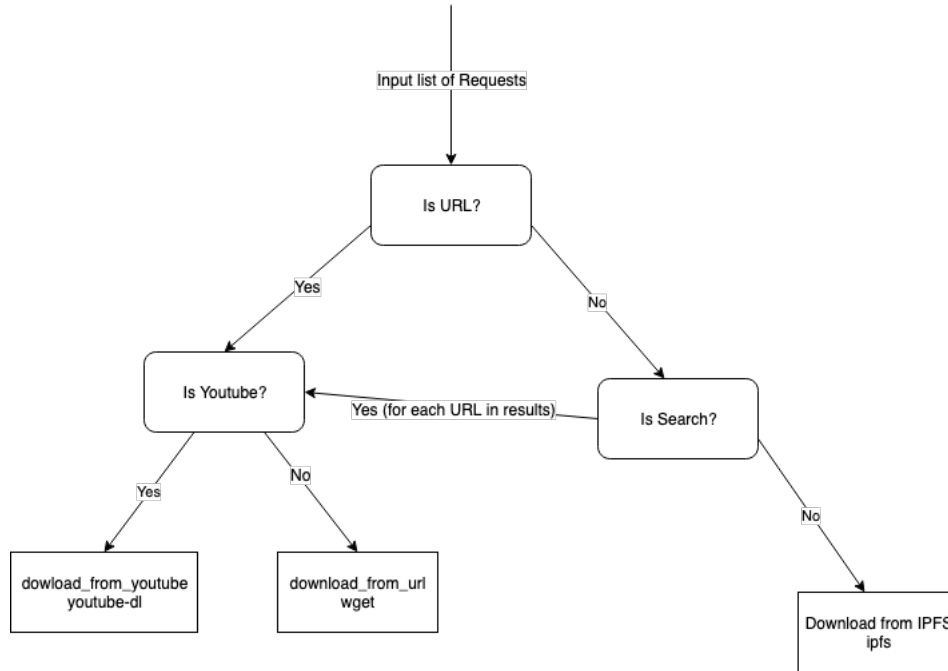 Input list of Requests
Is URL?
Yes
No
Is Youtube?
Yes (for each URL in results)
Is Search?
Yes
No
No
dowload_from_youtube
youtube-dl
download_from_url
wget
Download from IPFS
ipfs